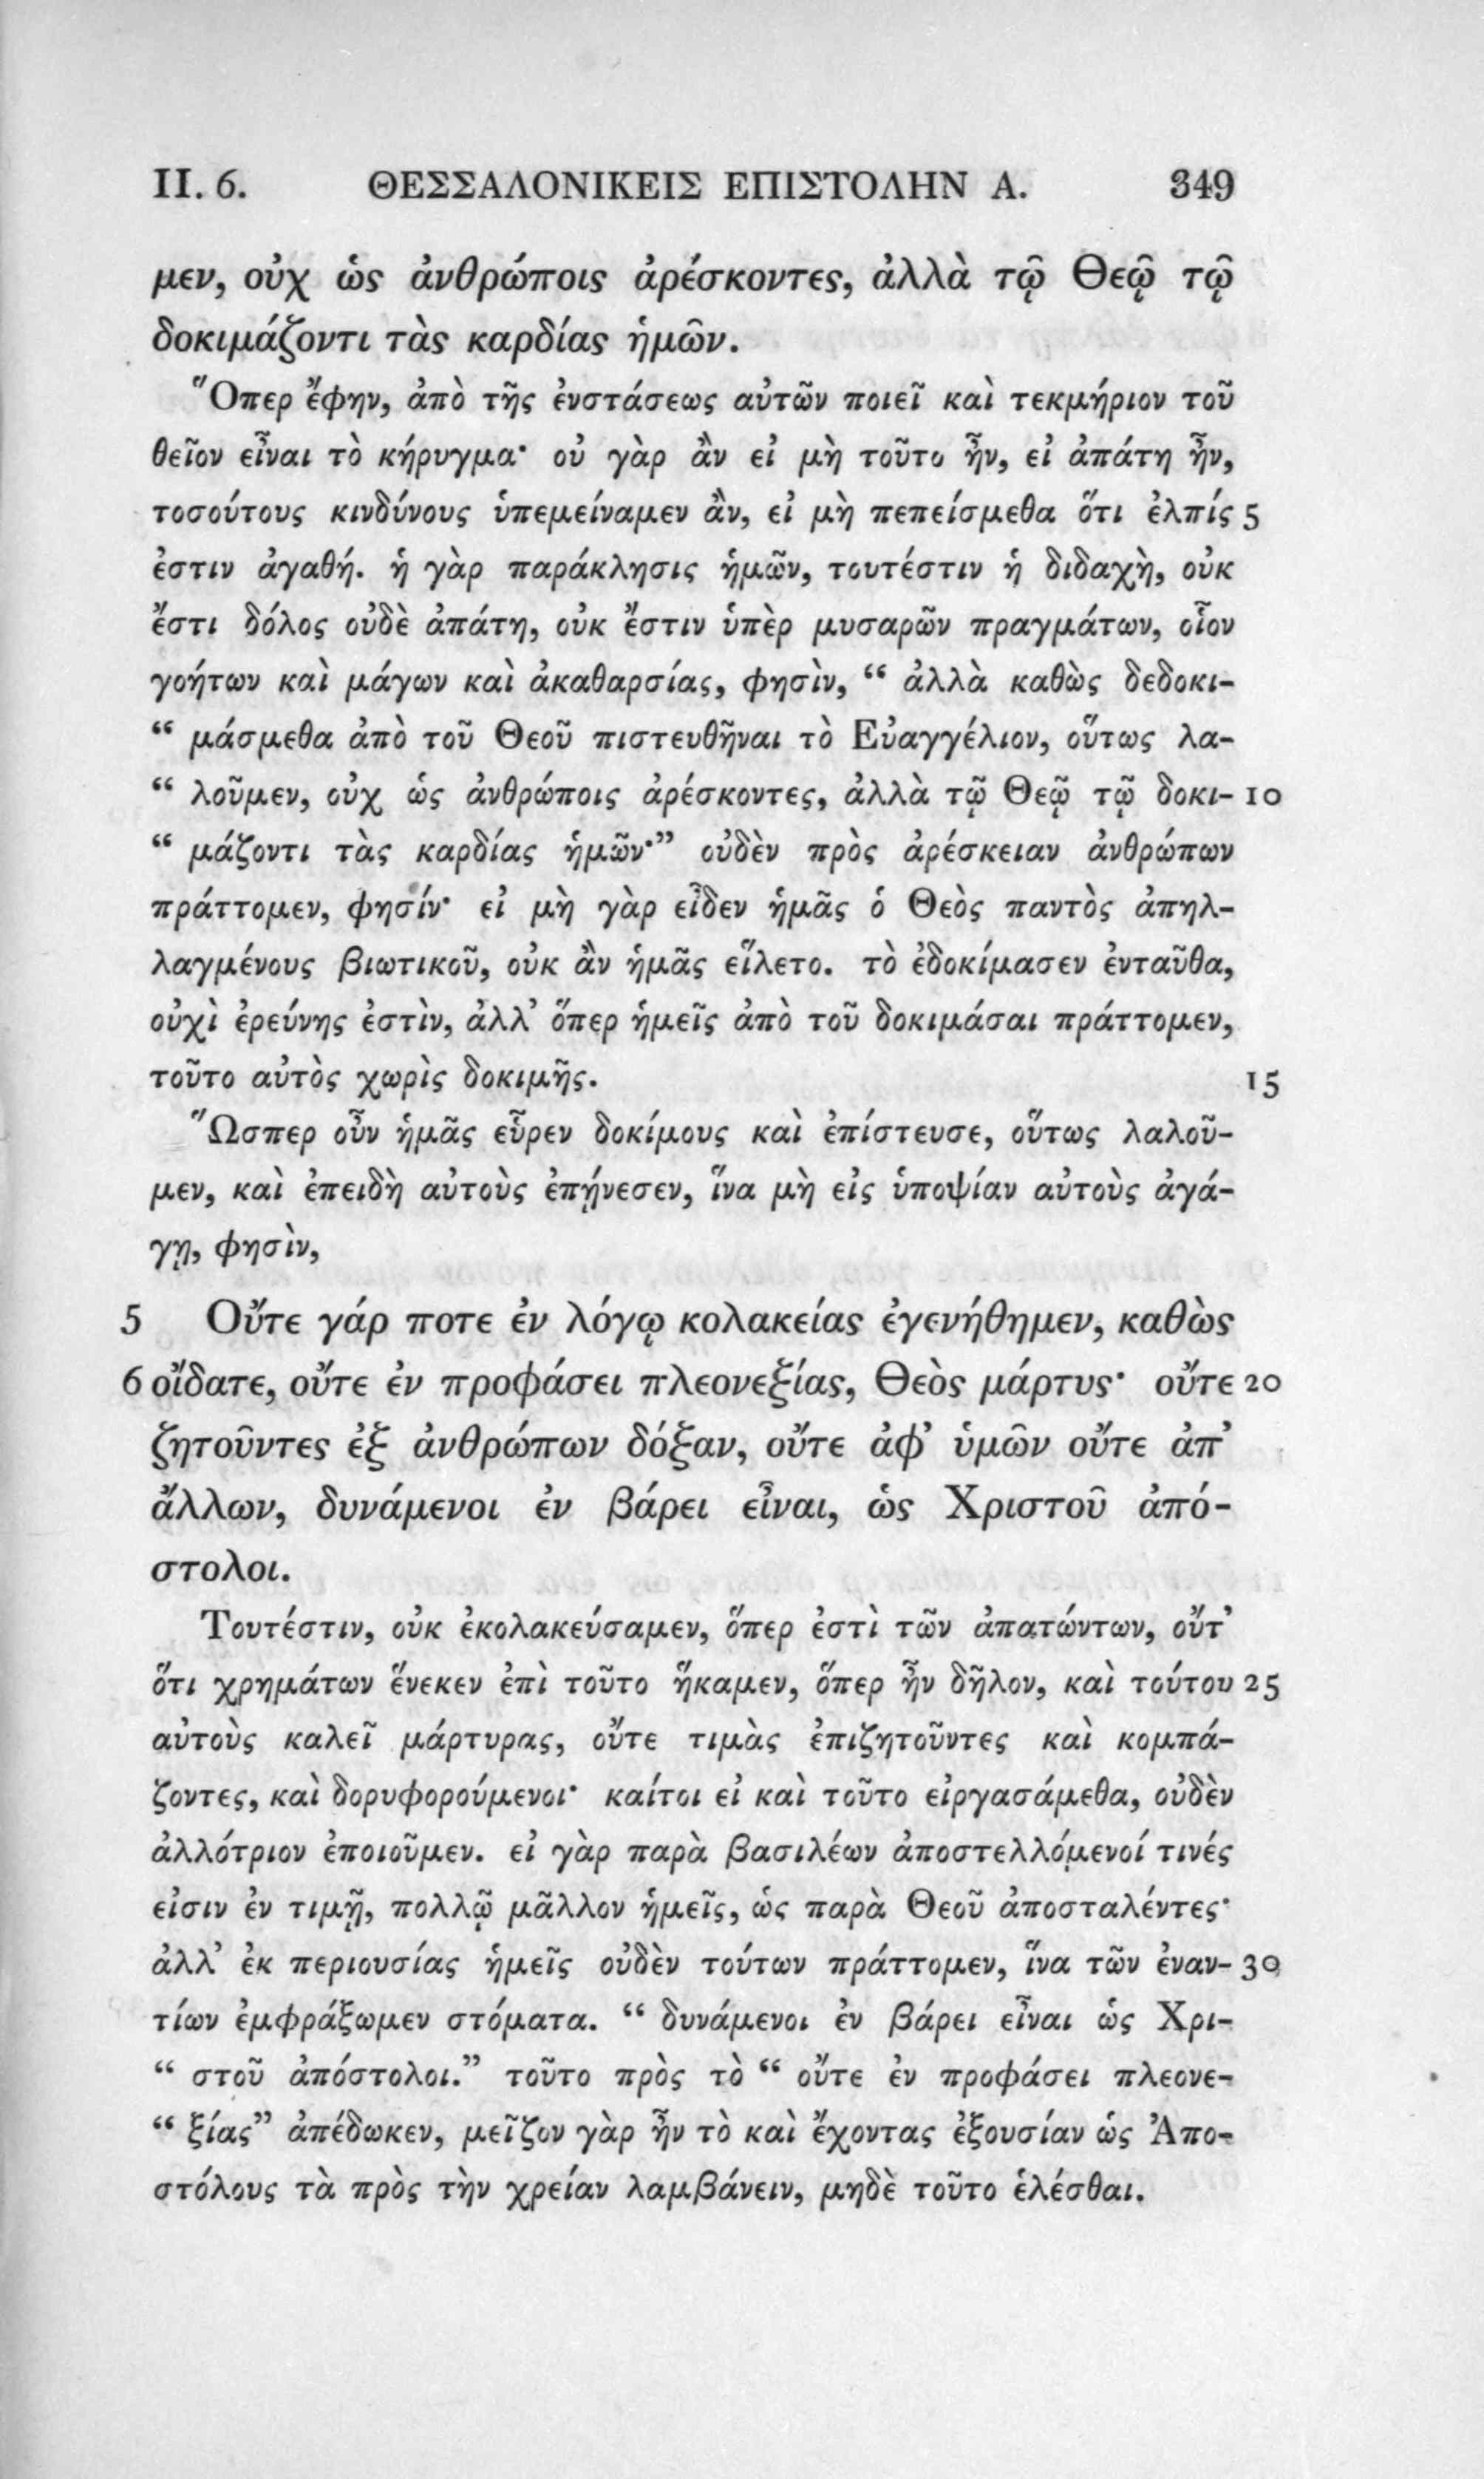 II. 6. ΘΕΣΣΑΛΟΝΙΚΕΙΣ ΕΠΙΣΤΟΛΗΝ Α. 349
μεν, οὐχ ὡς ἀνθρώποις ἀρέσκοντες, ἀλλὰ τῷ Θεῷ τῷ
δοκιμάζοντι τὰς καρδίας ἡμῶν.
Ὅπερ ἔφην, ἀπὸ τῆς ἐνστάσεως αὐτῶν ποιεῖ καὶ τεκμήριον τοῦ
θεῖον εἶναι τὸ κήρυγμα· οὐ γὰρ ἂν εἰ μὴ τοῦτο ἦν, εἰ ἀπάτη ἦν,
τοσούτους κινδύνους ὑπεμείναμεν ἂν, εἰ μὴ πεπείσμεθα ὅτι ἐλπίς 5
ἐστιν ἀγαθή. ἡ γὰρ παράκλησις ἡμῶν, τουτέστιν ἡ διδαχὴ, οὐκ
ἔστι δόλος οὐδὲ ἀπάτη, οὐκ ἔστιν ὑπὲρ μυσαρῶν πραγμάτων, οἷον
γοήτων καὶ μάγων καὶ ἀκαθαρσίας, φησὶν, “ ἀλλὰ καθὼς δεδοκι-
“ μάσμεθα ἀπὸ τοῦ Θεοῦ πιστευθῆναι τὸ Εὐαγγέλιον, οὕτως λα-
“ λοῦμεν, οὐχ ὡς ἀνθρώποις ἀρέσκοντες, ἀλλὰ τῷ Θεῷ τῷ δοκι- 10
“ μάζοντι τὰς καρδίας ἡμῶν·” οὐδὲν πρὸς ἀρέσκειαν ἀνθρώπων
πράττομεν, φησίν· εἰ μὴ γὰρ εἶδεν ἡμᾶς ὁ Θεὸς παντὸς ἀπηλ-
λαγμένους βιωτικοῦ, οὐκ ἂν ἡμᾶς εἵλετο. τὸ ἐδοκίμασεν ἐνταῦθα,
οὐχὶ ἐρεύνης ἐστὶν, ἀλλ’ ὅπερ ἡμεῖς ἀπὸ τοῦ δοκιμάσαι πράττομεν,
τοῦτο αὐτὸς χωρὶς δοκιμῆς. 15
Ὥσπερ οὖν ἡμᾶς εὗρεν δοκίμους καὶ ἐπίστευσε, οὕτως λαλοῦ-
μεν, καὶ ἐπειδὴ αὐτοὺς ἐπῄνεσεν, ἵνα μὴ εἰς ὑποψίαν αὐτοὺς ἀγά-
γῃ, φησὶν,
5 Οὔτε γάρ ποτε ἐν λόγῳ κολακείας ἐγενήθημεν, καθὼς
6 οἴδατε, οὔτε ἐν προφάσει πλεονεξίας, Θεὸς μάρτυς· οὔτε 20
ζητοῦντες ἐξ ἀνθρώπων δόξαν, οὔτε ἀφ’ ὑμῶν οὔτε ἀπ’
ἄλλων, δυνάμενοι ἐν βάρει εἶναι, ὡς Χριστοῦ ἀπό-
στολοι.
Τουτέστιν, οὐκ ἐκολακεύσαμεν, ὅπερ ἐστὶ τῶν ἀπατώντων, οὔτ’
ὅτι χρημάτων ἕνεκεν ἐπὶ τοῦτο ἥκαμεν, ὅπερ ἦν δῆλον, καὶ τούτου 25
αὐτοὺς καλεῖ μάρτυρας, οὔτε τιμὰς ἐπιζητοῦντες καὶ κομπά-
ζοντες, καὶ δορυφορούμενοι· καίτοι εἰ καὶ τοῦτο εἰργασάμεθα, οὐδὲν
ἀλλότριον ἐποιοῦμεν. εἰ γὰρ παρὰ βασιλέων ἀποστελλόμενοί τινές
εἰσιν ἐν τιμῇ, πολλῷ μᾶλλον ἡμεῖς, ὡς παρὰ Θεοῦ ἀποσταλέντες·
ἀλλ’ ἐκ περιουσίας ἡμεῖς οὐδὲν τούτων πράττομεν, ἵνα τῶν ἐναν- 30
τίων ἐμφράξωμεν στόματα. “ δυνάμενοι ἐν βάρει εἶναι ὡς Χρι-
“ στοῦ ἀπόστολοι.” τοῦτο πρὸς τὸ “ οὔτε ἐν προφάσει πλεονε-
“ ξίας” ἀπέδωκεν, μεῖζον γὰρ ἦν τὸ καὶ ἔχοντας ἐξουσίαν ὡς Ἀπο-
στόλους τὰ πρὸς τὴν χρείαν λαμβάνειν, μηδὲ τοῦτο ἑλέσθαι.